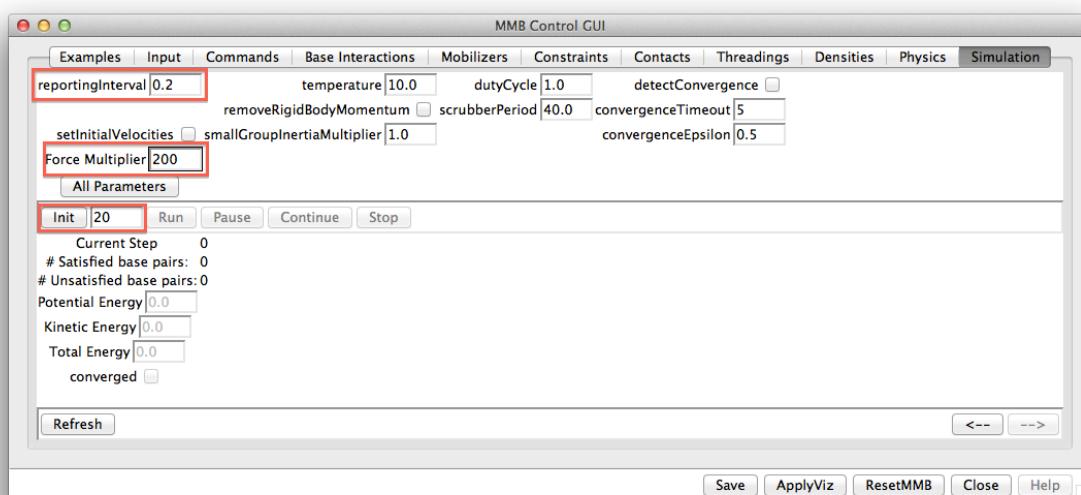 MMB Control GUI
Examples Input Commands Base Interactions Mobilizers Constraints Contacts Threadings Densities Physics Simulation
reportingInterval 0.2 temperature 10.0 dutyCycle 1.0 detectConvergence
removeRigidBodyMomentum scrubberPeriod 40.0 convergenceTimeout 5
setInitialVelocities smallGroupInertiaMultiplier 1.0 convergenceEpsilon 0.5
Force Multiplier 200
All Parameters
Init 20 Run Pause Continue Stop
Current Step 0
# Satisfied base pairs: 0
# Unsatisfied base pairs: 0
Potential Energy 0.0
Kinetic Energy 0.0
Total Energy 0.0
converged
Refresh <-- -->
Save ApplyViz ResetMMB Close Help